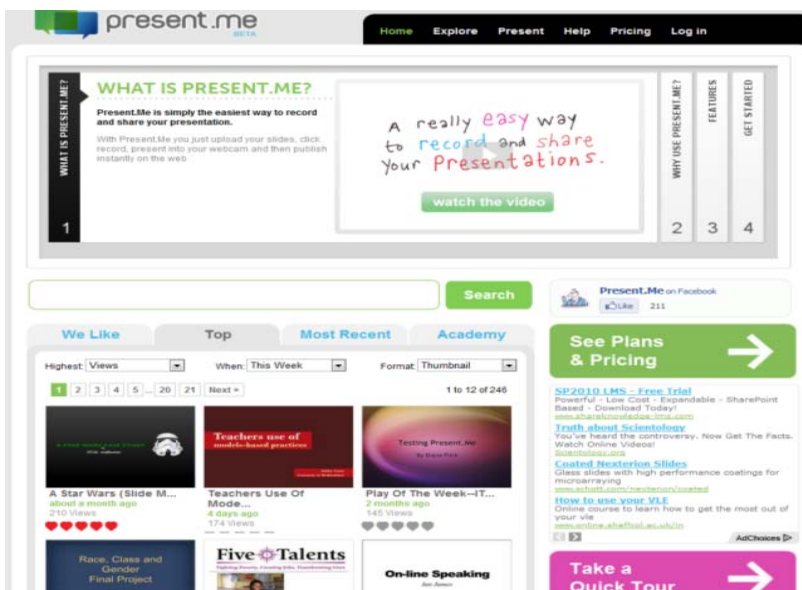 present.me
BETA
Home Explore Present Help Pricing Log in
WHAT IS PRESENT.ME?
1
WHAT IS PRESENT.ME?
Present.Me is simply the easiest way to record
and share your presentation.
With Present.Me you just upload your slides, click
record, present into your webcam and then publish
instantly on the web
A really easy way
to record and share
your Presentations.
watch the video
WHY USE PRESENT.ME?
2
FEATURES
3
GET STARTED
4
Search
Present.Me on Facebook
Like 211
We Like Top Most Recent Academy
Highest: Views When: This Week Format: Thumbnail
1 2 3 4 5 ... 20 21 Next »
1 to 12 of 246
Teachers use of
models-based practices
Testing Present.Me
A Star Wars (Slide M...
about a month ago
210 Views
Teachers Use Of
Mode...
4 days ago
174 Views
Play Of The Week--IT...
2 months ago
145 Views
Race, Class and
Gender
Final Project
Five Talents
On-line Speaking
See Plans
& Pricing
SP2010 LMS - Free Trial
Powerful - Low Cost - Expandable - SharePoint
Based - Download Today!
www.shareknowledge-lms.com
Truth about Scientology
You've heard the controversy. Now Get The Facts.
Watch Online Videos!
Scientology.org
Coated Nexterion Slides
Glass slides with high performance coatings for
microarraying
How to use your VLE
Online course to learn how to get the most out of
your vle
AdChoices
Take a
Quick Tour